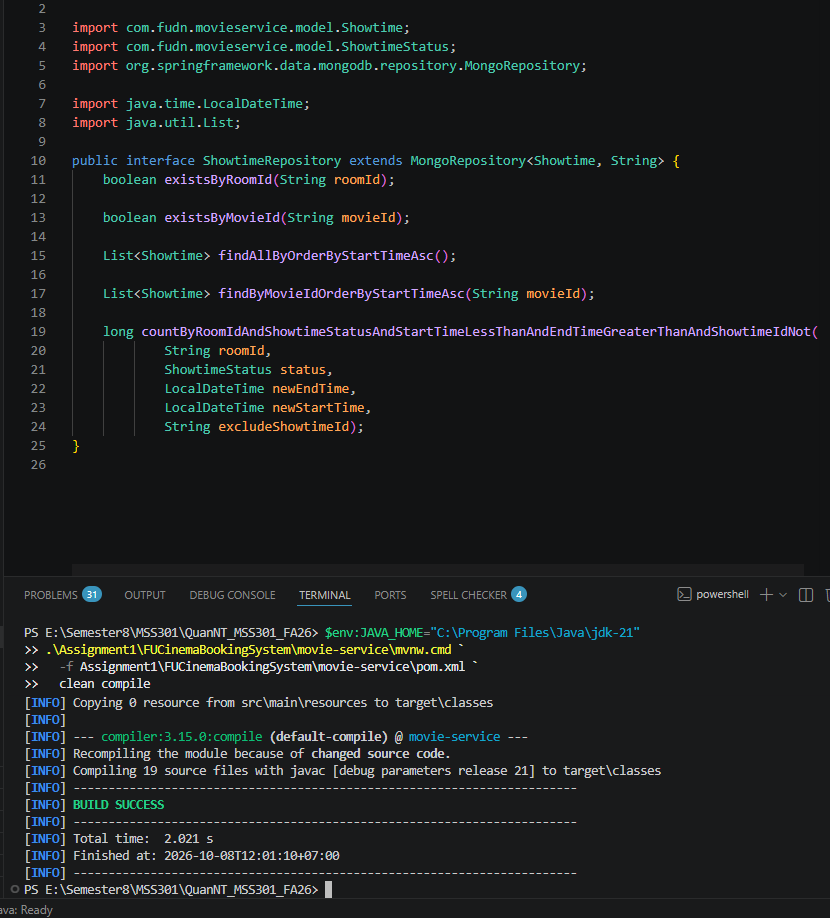 2
3 import com.fudn.movieservice.model.Showtime;
4 import com.fudn.movieservice.model.ShowtimeStatus;
5 import org.springframework.data.mongodb.repository.MongoRepository;
6
7 import java.time.LocalDateTime;
8 import java.util.List;
9
10 public interface ShowtimeRepository extends MongoRepository<Showtime, String> {
11     boolean existsByRoomId(String roomId);
12
13     boolean existsByMovieId(String movieId);
14
15     List<Showtime> findAllByOrderByStartTimeAsc();
16
17     List<Showtime> findByMovieIdOrderByStartTimeAsc(String movieId);
18
19     long countByRoomIdAndShowtimeStatusAndStartTimeLessThanAndEndTimeGreaterThanAndShowtimeIdNot(
20             String roomId,
21             ShowtimeStatus status,
22             LocalDateTime newEndTime,
23             LocalDateTime newStartTime,
24             String excludeShowtimeId);
25 }
26
PROBLEMS 31 OUTPUT DEBUG CONSOLE TERMINAL PORTS SPELL CHECKER 4 powershell
PS E:\Semester8\MSS301\QuanNT_MSS301_FA26> $env:JAVA_HOME="C:\Program Files\Java\jdk-21"
>> .\Assignment1\FUCinemaBookingSystem\movie-service\mvnw.cmd `
>>   -f Assignment1\FUCinemaBookingSystem\movie-service\pom.xml `
>>   clean compile
[INFO] Copying 0 resource from src\main\resources to target\classes
[INFO]
[INFO] --- compiler:3.15.0:compile (default-compile) @ movie-service ---
[INFO] Recompiling the module because of changed source code.
[INFO] Compiling 19 source files with javac [debug parameters release 21] to target\classes
[INFO] ------------------------------------------------------------------------
[INFO] BUILD SUCCESS
[INFO] ------------------------------------------------------------------------
[INFO] Total time:  2.021 s
[INFO] Finished at: 2026-10-08T12:01:10+07:00
[INFO] ------------------------------------------------------------------------
PS E:\Semester8\MSS301\QuanNT_MSS301_FA26>
ava: Ready